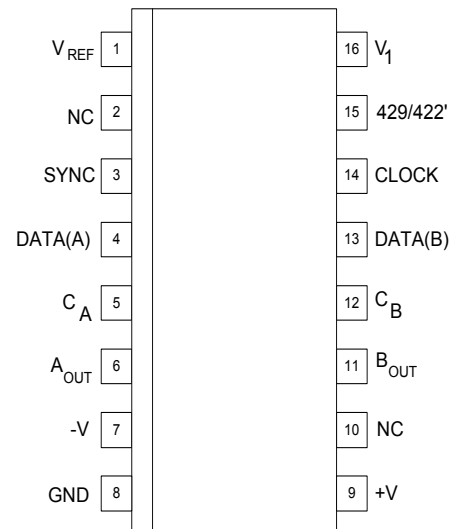 V REF 1 16 V1
NC 2 15 429/422'
SYNC 3 14 CLOCK
DATA(A) 4 13 DATA(B)
C A 5 12 C B
A OUT 6 11 B OUT
-V 7 10 NC
GND 8 9 +V